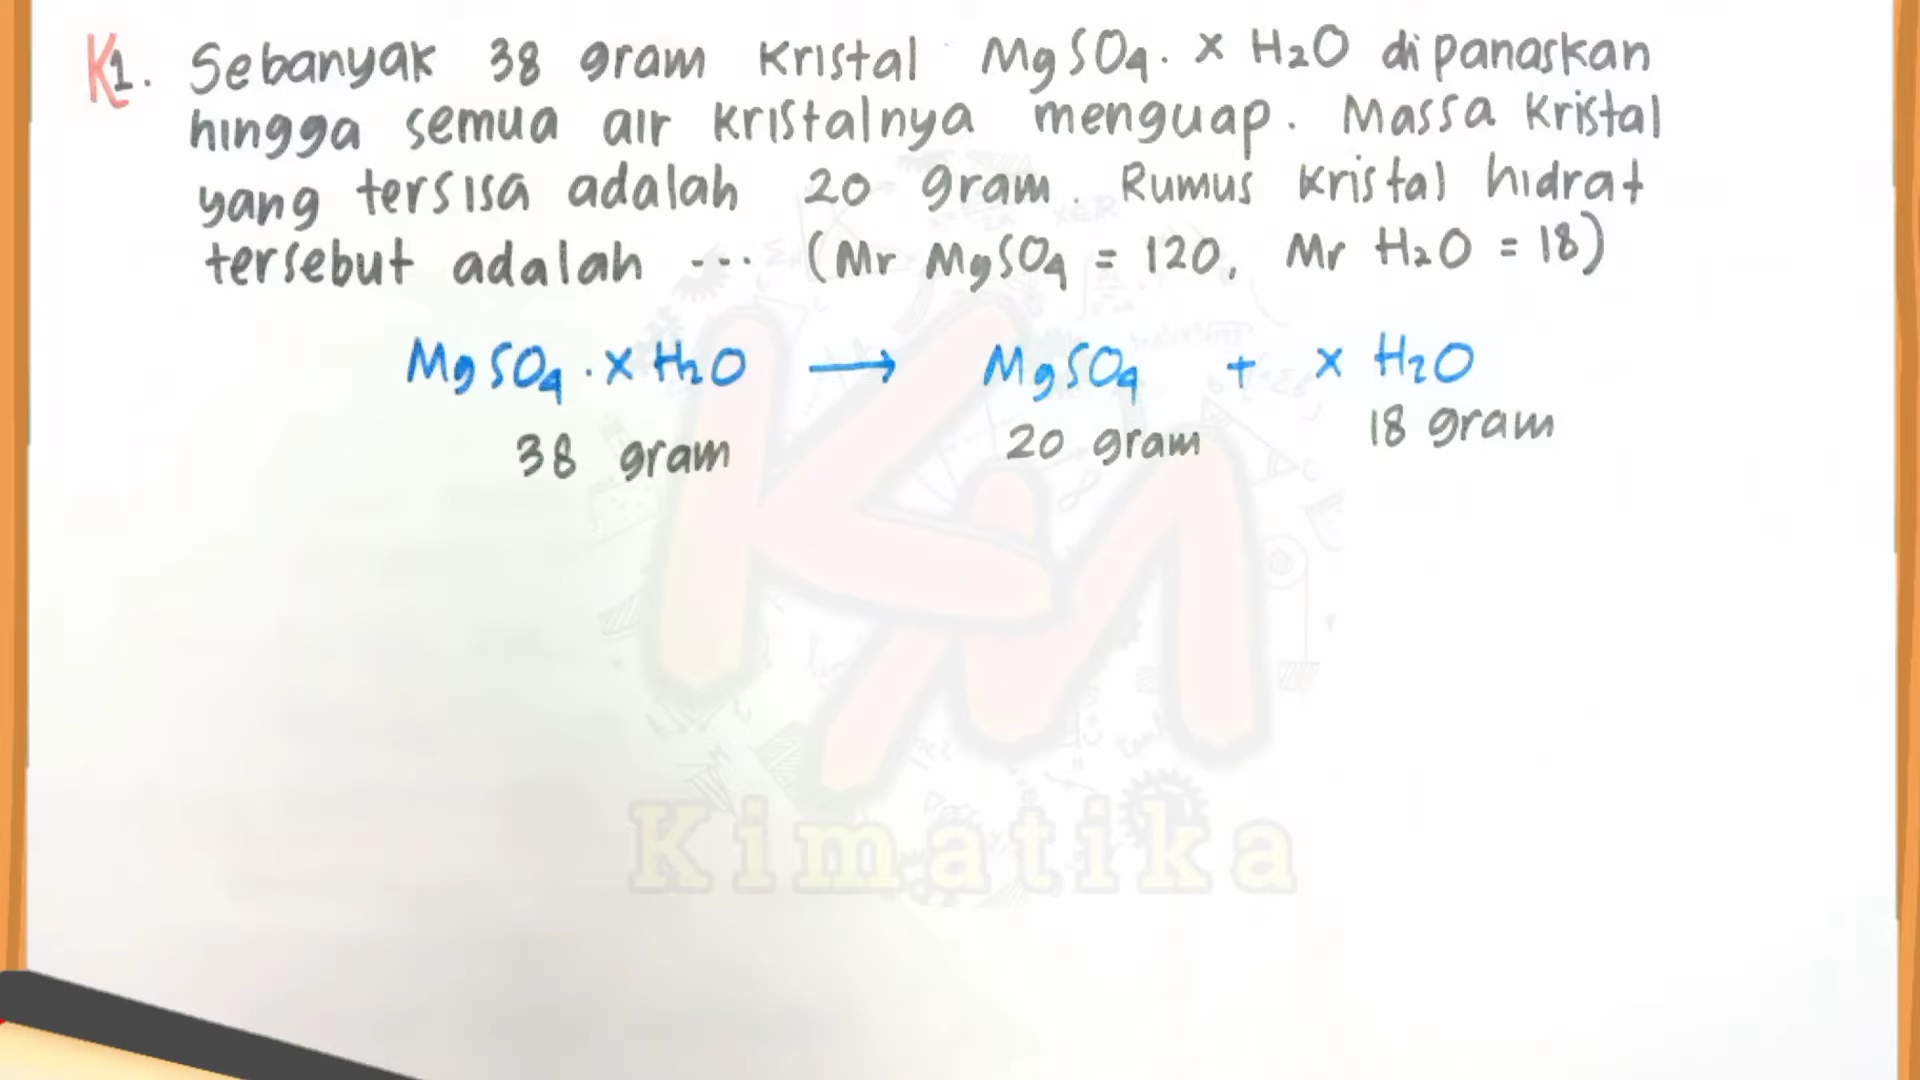 K1. Sebanyak 38 gram Kristal MgSO4 . x H2O dipanaskan
hingga semua air kristalnya menguap. Massa Kristal
yang tersisa adalah 20 gram. Rumus Kristal hidrat
tersebut adalah ... (Mr MgSO4 = 120, Mr H2O = 18)
MgSO4 . x H2O → MgSO4 + x H2O
38 gram 20 gram 18 gram
KM
Kimatika